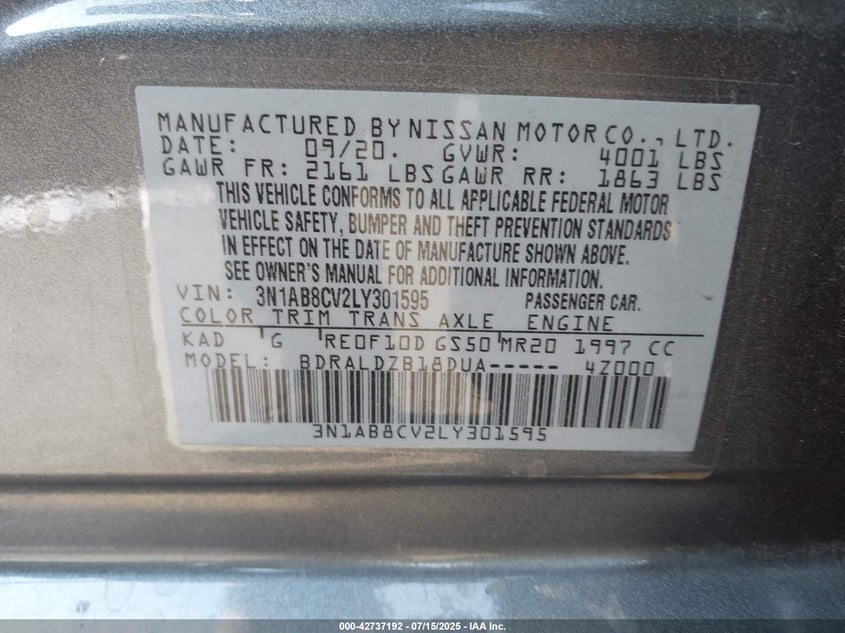 MANUFACTURED BY NISSAN MOTOR CO., LTD.
DATE: 09/20. GVWR: 4001 LBS
GAWR FR: 2161 LBS GAWR RR: 1863 LBS
THIS VEHICLE CONFORMS TO ALL APPLICABLE FEDERAL MOTOR
VEHICLE SAFETY, BUMPER AND THEFT PREVENTION STANDARDS
IN EFFECT ON THE DATE OF MANUFACTURE SHOWN ABOVE.
SEE OWNER'S MANUAL FOR ADDITIONAL INFORMATION.
VIN: 3N1AB8CV2LY301595 PASSENGER CAR.
COLOR TRIM TRANS AXLE ENGINE
KAD G RE0F10D GS50 MR20 1997 CC
MODEL: BDRALDZB18DUA----- 4Z000
3N1AB8CV2LY301595
000-42737192 - 07/15/2025 - IAA Inc.